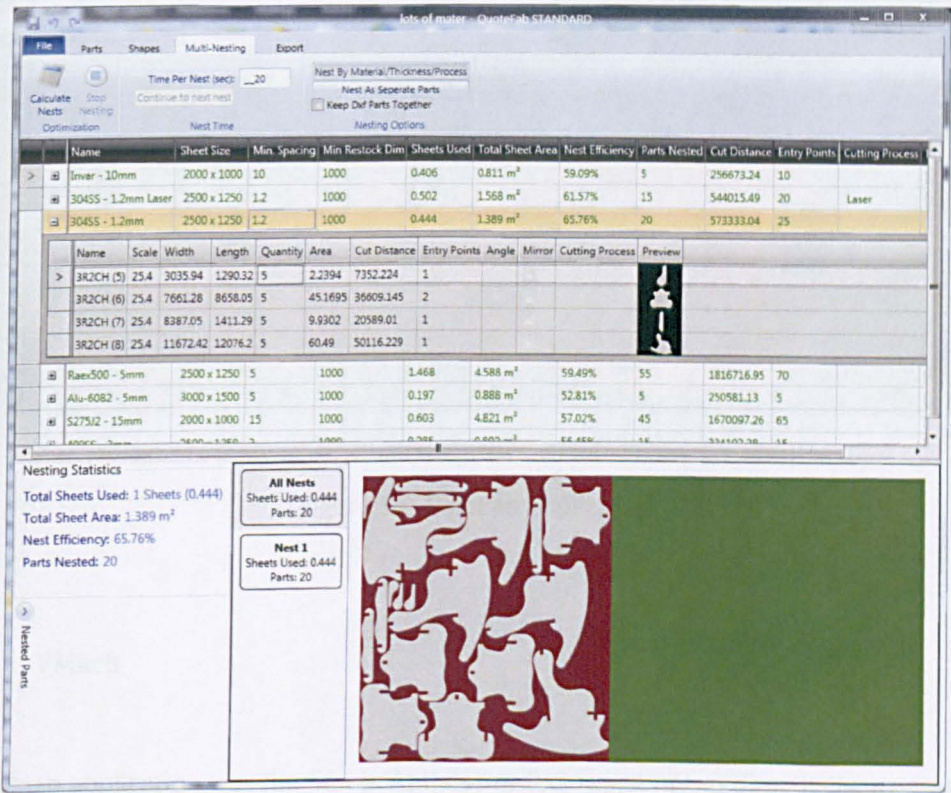 lots of mater - QuoteFab STANDARD
File Parts Shapes Multi-Nesting Export
Calculate Nests
Stop Nesting
Optimization
Time Per Nest (sec): __20
Continue to next nest
Nest Time
Nest By Material/Thickness/Process
Nest As Seperate Parts
Keep Dxf Parts Together
Nesting Options
Name Sheet Size Min. Spacing Min Restock Dim Sheets Used Total Sheet Area Nest Efficiency Parts Nested Cut Distance Entry Points Cutting Process
Invar - 10mm 2000 x 1000 10 1000 0.406 0.811 m² 59.09% 5 256673.24 10
304SS - 1.2mm Laser 2500 x 1250 1.2 1000 0.502 1.568 m² 61.57% 15 544015.49 20 Laser
304SS - 1.2mm 2500 x 1250 1.2 1000 0.444 1.389 m² 65.76% 20 573333.04 25
Name Scale Width Length Quantity Area Cut Distance Entry Points Angle Mirror Cutting Process Preview
3R2CH (5) 25.4 3035.94 1290.32 5 2.2394 7352.224 1
3R2CH (6) 25.4 7661.28 8658.05 5 45.1695 36609.145 2
3R2CH (7) 25.4 8387.05 1411.29 5 9.9302 20589.01 1
3R2CH (8) 25.4 11672.42 12076.2 5 60.49 50116.229 1
Raex500 - 5mm 2500 x 1250 5 1000 1.468 4.588 m² 59.49% 55 1816716.95 70
Alu-6082 - 5mm 3000 x 1500 5 1000 0.197 0.888 m² 52.81% 5 250581.13 5
S275J2 - 15mm 2000 x 1000 15 1000 0.603 4.821 m² 57.02% 45 1670097.26 65
Nesting Statistics
Total Sheets Used: 1 Sheets (0.444)
Total Sheet Area: 1.389 m²
Nest Efficiency: 65.76%
Parts Nested: 20
Nested Parts
All Nests
Sheets Used: 0.444
Parts: 20
Nest 1
Sheets Used: 0.444
Parts: 20